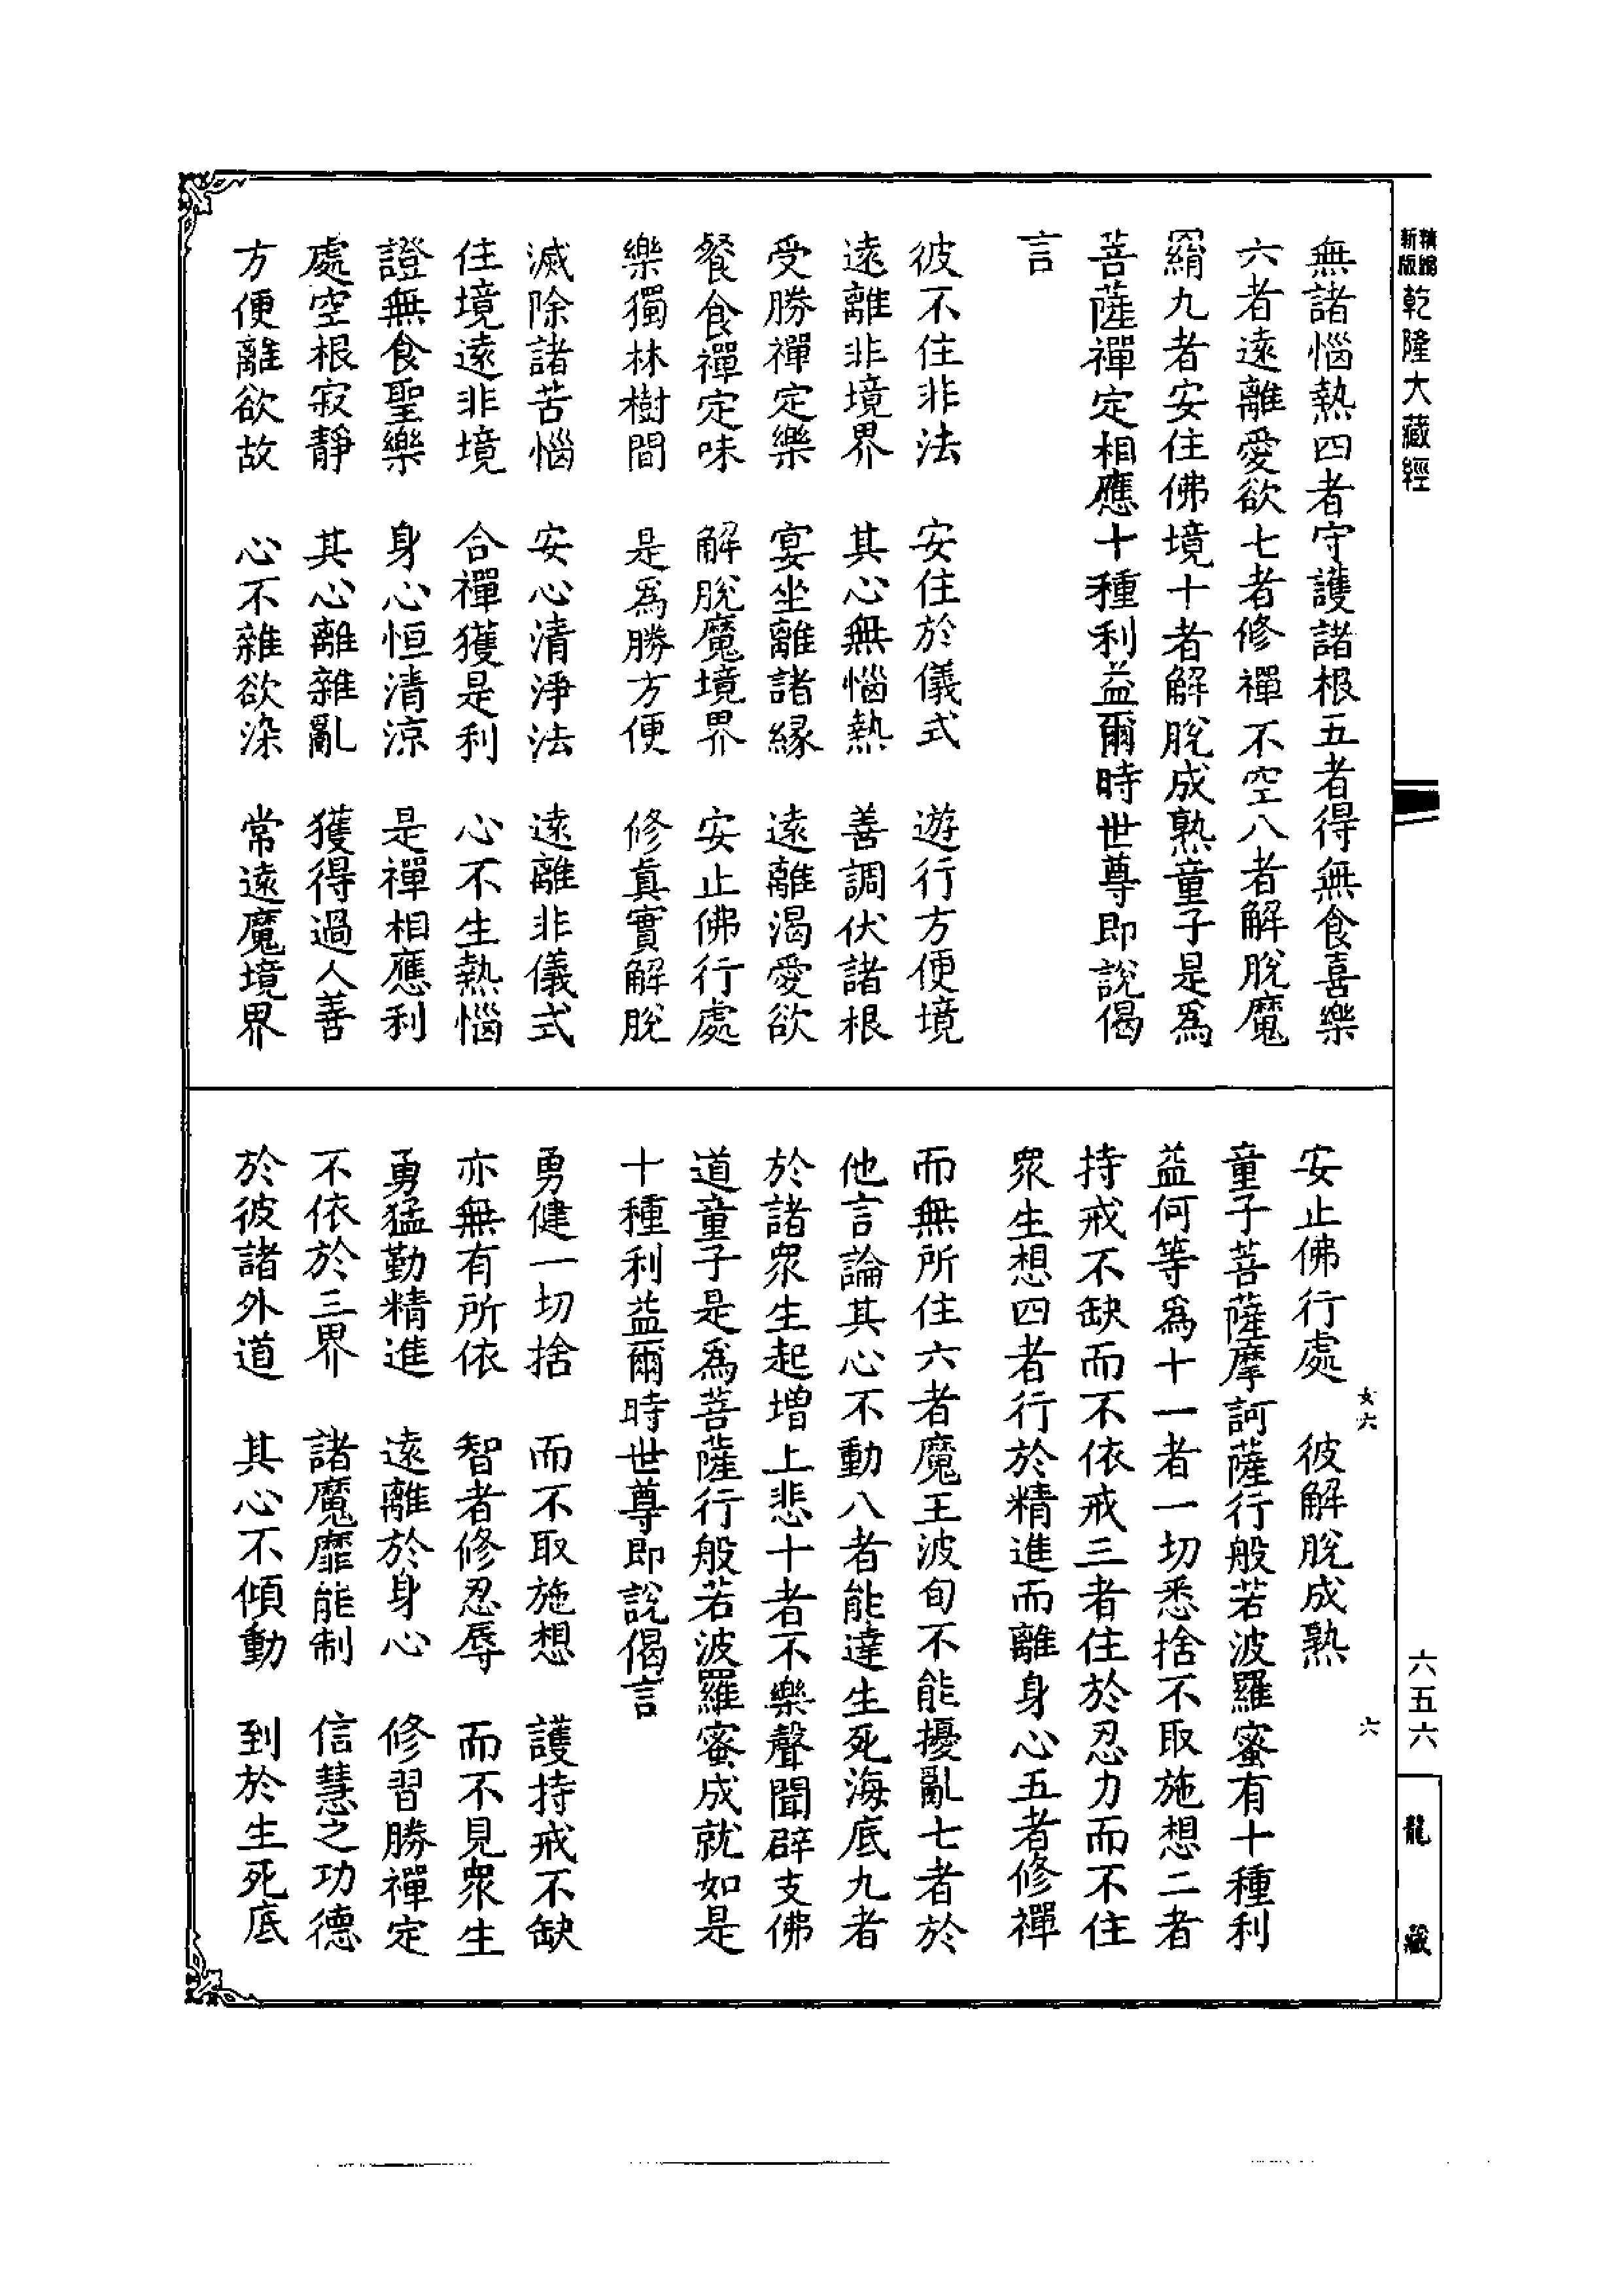 精縮新版乾隆大藏經
無諸惱熱四者守護諸根五者得無食喜樂
六者遠離愛欲七者修禪不空八者解脫魔
羂九者安住佛境十者解脫成熟童子是爲
菩薩禪定相應十種利益爾時世尊即說偈
言
彼不住非法　安住於儀式　遊行方便境
遠離非境界　其心無惱熱　善調伏諸根
受勝禪定樂　宴坐離諸緣　遠離渴愛欲
餐食禪定味　解脫魔境界　安止佛行處
樂獨林樹間　是爲勝方便　修真實解脫
滅除諸苦惱　安心清淨法　遠離非儀式
住境遠非境　合禪獲是利　心不生熱惱
證無食聖樂　身心恒清涼　是禪相應利
處空根寂靜　其心離雜亂　獲得過人善
方便離欲故　心不雜欲染　常遠魔境界
安止佛行處　彼解脫成熟
童子菩薩摩訶薩行般若波羅蜜有十種利
益何等爲十一者一切悉捨不取施想二者
持戒不缺而不依戒三者住於忍力而不住
眾生想四者行於精進而離身心五者修禪
而無所住六者魔王波旬不能擾亂七者於
他言論其心不動八者能達生死海底九者
於諸眾生起增上悲十者不樂聲聞辟支佛
道童子是爲菩薩行般若波羅蜜成就如是
十種利益爾時世尊即說偈言
勇健一切捨　而不取施想　護持戒不缺
亦無有所依　智者修忍辱　而不見眾生
勇猛勤精進　遠離於身心　修習勝禪定
不依於三界　諸魔靡能制　信慧之功德
於彼諸外道　其心不傾動　到於生死底
女六
六
六五六
龍藏